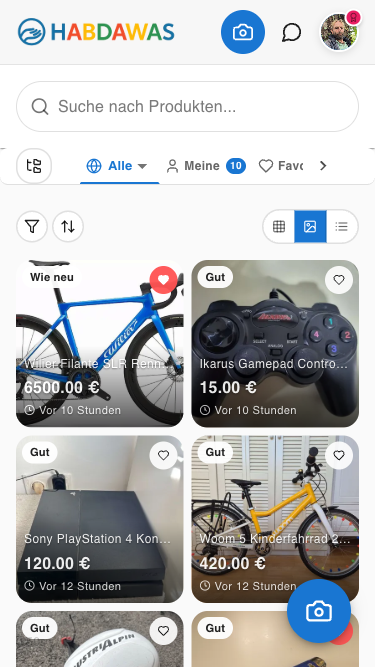 HABDAWAS
8
Suche nach Produkten...
Alle
Meine 10
Favo
Wie neu
Wilier Filante SLR Renn...
6500.00 €
Vor 10 Stunden
Gut
Ikarus Gamepad Contro...
15.00 €
Vor 10 Stunden
Gut
Sony PlayStation 4 Kon...
120.00 €
Vor 12 Stunden
Gut
Woom 5 Kinderfahrrad 2...
420.00 €
Vor 12 Stunden
Gut
Gut